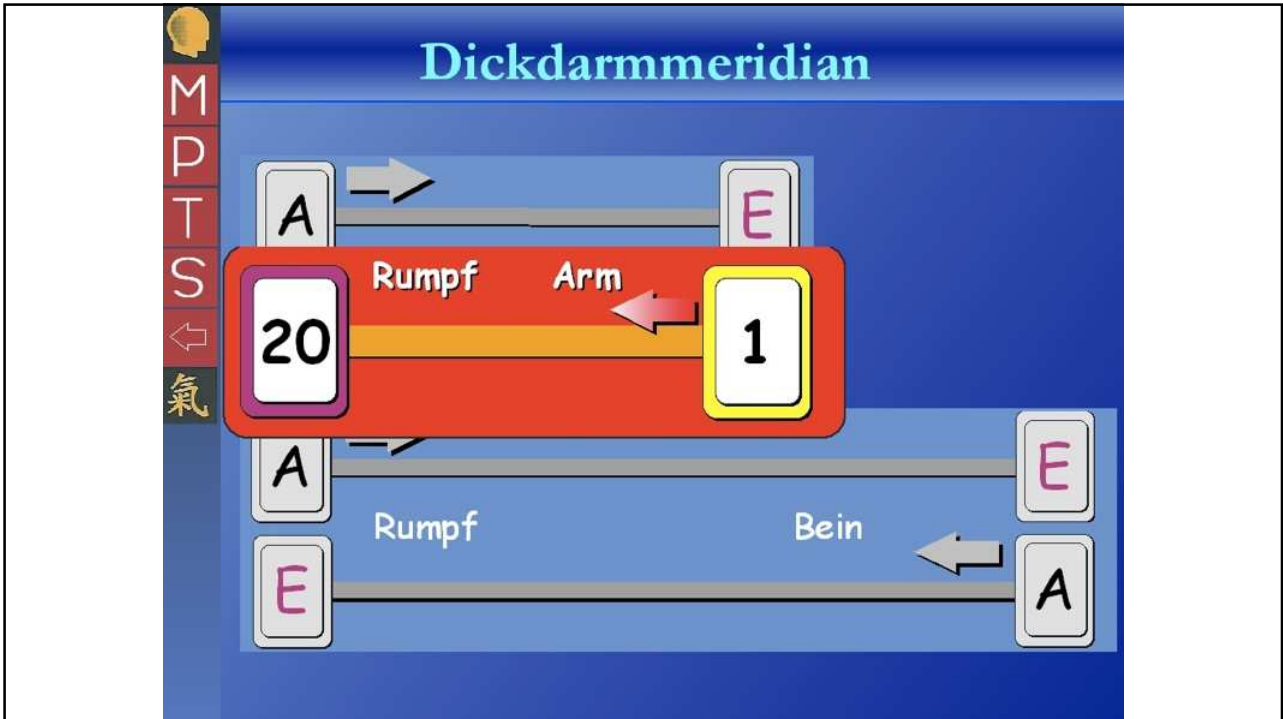 Dickdarmmeridian
M
P
T
S
氣
A
E
Rumpf Arm
20
1
A
E
Rumpf Bein
E
A